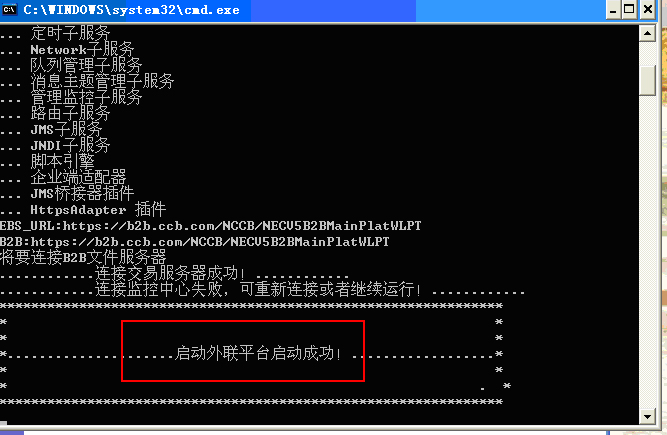 C:\WINDOWS\system32\cmd.exe
... 定时子服务
... Network子服务
... 队列管理子服务
... 消息主题管理子服务
... 管理监控子服务
... 路由子服务
... JMS子服务
... JNDI子服务
... 脚本引擎
... 企业端适配器
... JMS桥接器插件
... HttpsAdapter 插件
EBS_URL:https://b2b.ccb.com/NCCB/NECV5B2BMainPlatWLPT
B2B:https://b2b.ccb.com/NCCB/NECV5B2BMainPlatWLPT
将要连接B2B文件服务器
............连接交易服务器成功! ............
............连接监控中心失败, 可重新连接或者继续运行! ............
***************************************************************
* *
* *
*.....................启动外联平台启动成功! ..................*
* *
* . *
***************************************************************